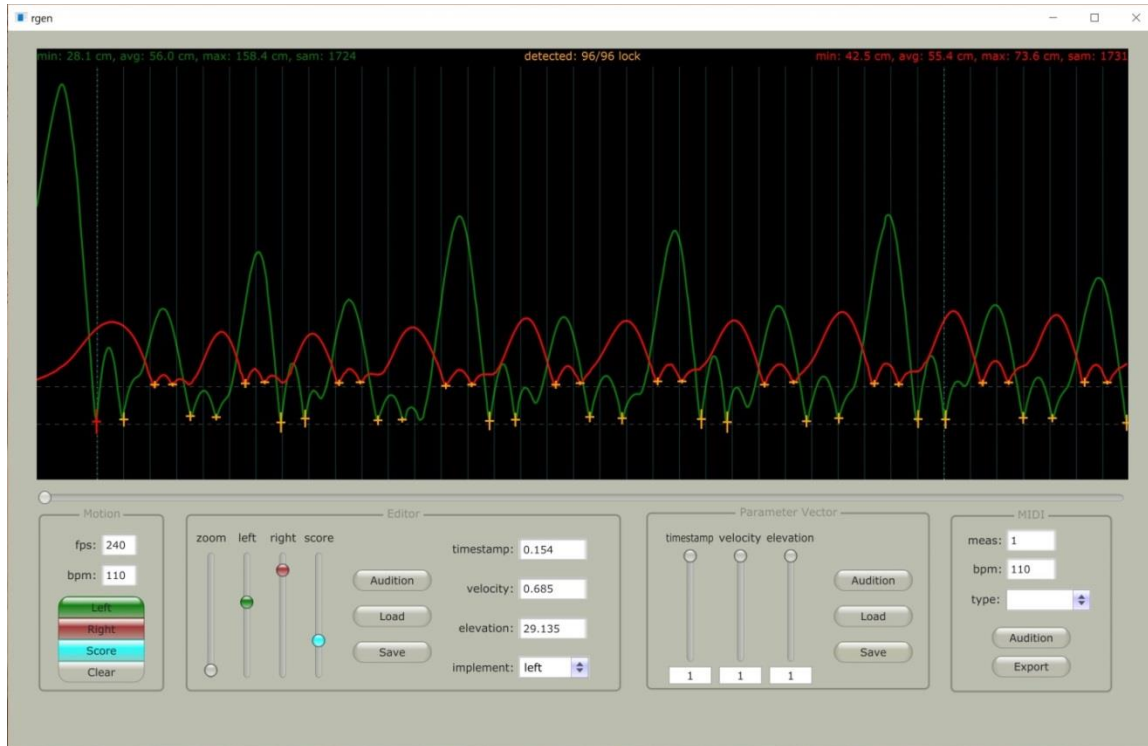 rgen
min: 28.1 cm, avg: 56.0 cm, max: 158.4 cm, sam: 1724 detected: 96/96 lock min: 42.5 cm, avg: 55.4 cm, max: 73.6 cm, sam: 1731
Motion
fps: 240
bpm: 110
Left
Right
Score
Clear
Editor
zoom left right score
Audition
Load
Save
timestamp: 0.154
velocity: 0.685
elevation: 29.135
implement: left
Parameter Vector
timestamp velocity elevation
1 1 1
Audition
Load
Save
MIDI
meas: 1
bpm: 110
type:
Audition
Export